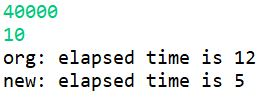 40000
10
org: elapsed time is 12
new: elapsed time is 5